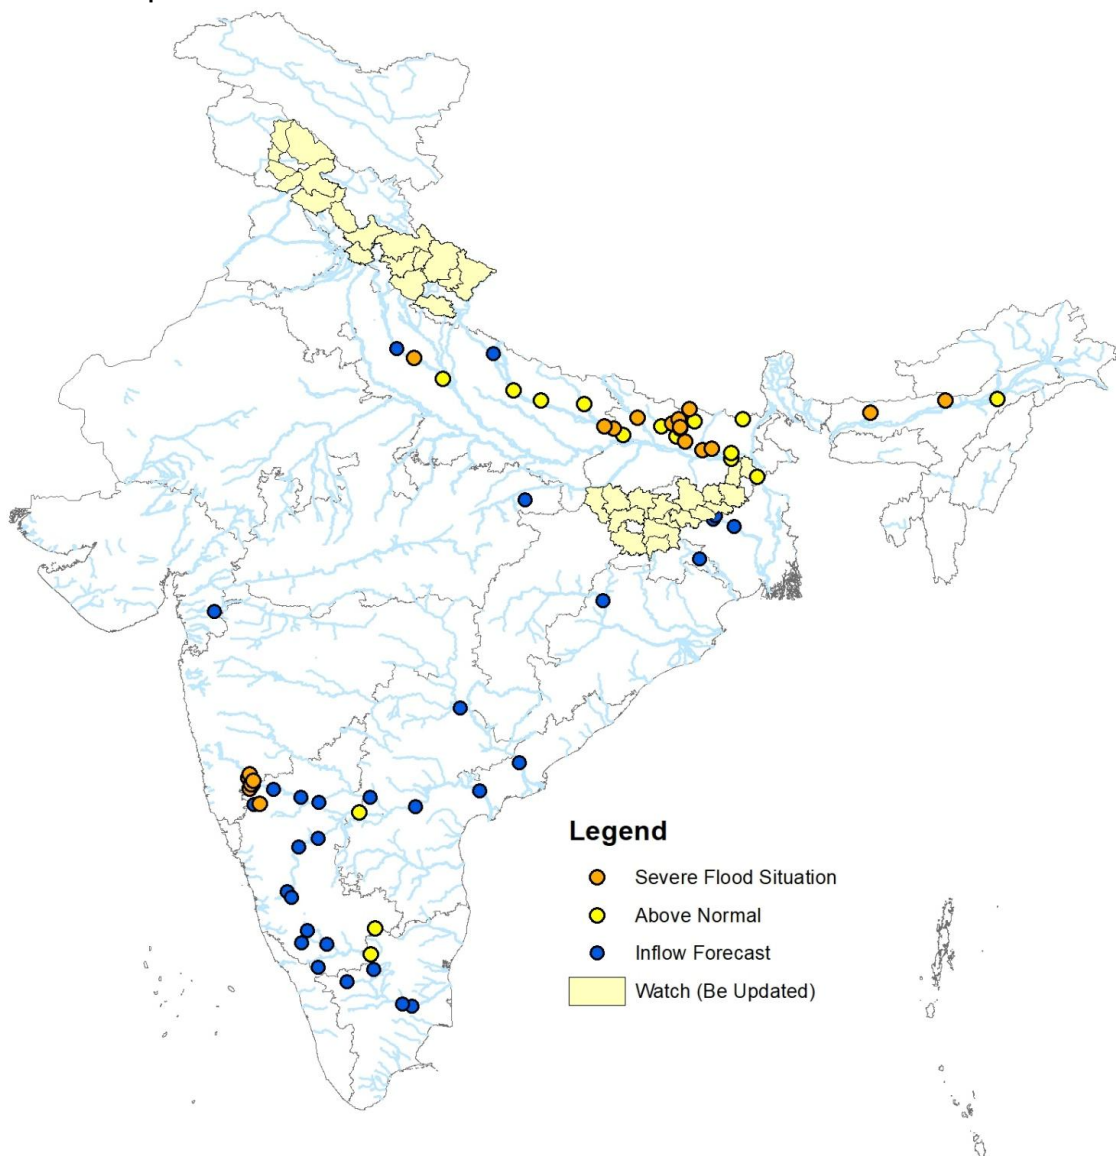 Legend
Severe Flood Situation
Above Normal
Inflow Forecast
Watch (Be Updated)